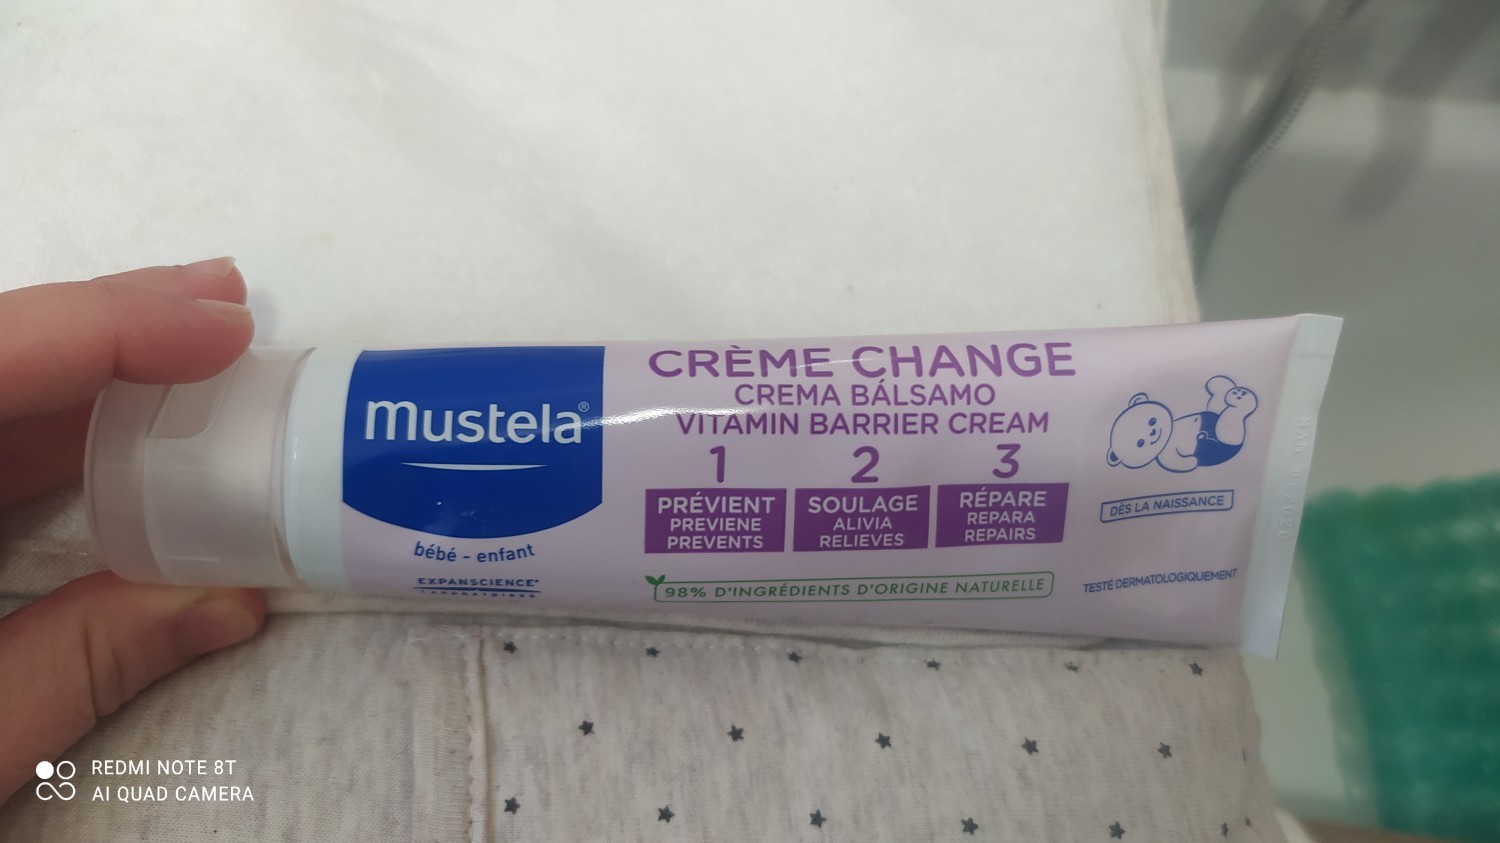 mustela®
bébé - enfant
EXPANSCIENCE®
LABORATOIRES
CRÈME CHANGE
CREMA BÁLSAMO
VITAMIN BARRIER CREAM
1 2 3
PRÉVIENT
PREVIENE
PREVENTS
SOULAGE
ALIVIA
RELIEVES
RÉPARE
REPARA
REPAIRS
98% D'INGRÉDIENTS D'ORIGINE NATURELLE
DÈS LA NAISSANCE
TESTÉ DERMATOLOGIQUEMENT
REDMI NOTE 8T
AI QUAD CAMERA